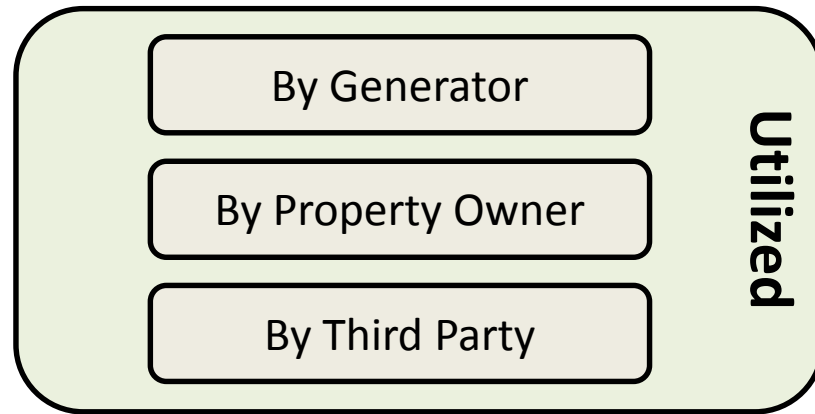 By Generator
By Property Owner
By Third Party
Utilized